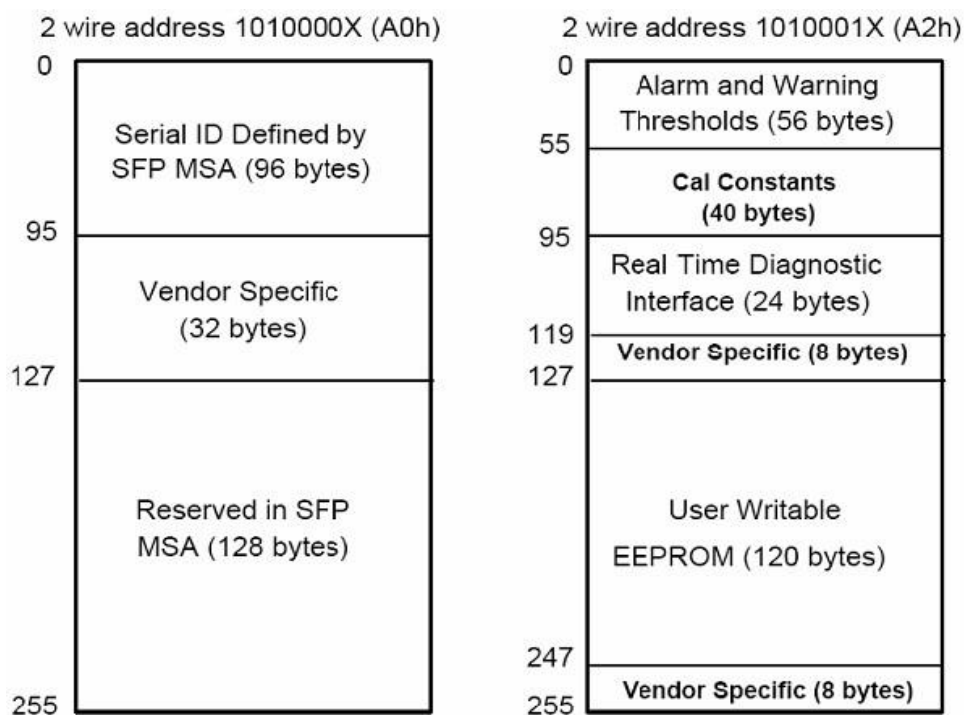 2 wire address 1010000X (A0h)
0
Serial ID Defined by
SFP MSA (96 bytes)
95
Vendor Specific
(32 bytes)
127
Reserved in SFP
MSA (128 bytes)
255
2 wire address 1010001X (A2h)
0
Alarm and Warning
Thresholds (56 bytes)
55
Cal Constants
(40 bytes)
95
Real Time Diagnostic
Interface (24 bytes)
119
Vendor Specific (8 bytes)
127
User Writable
EEPROM (120 bytes)
247
Vendor Specific (8 bytes)
255